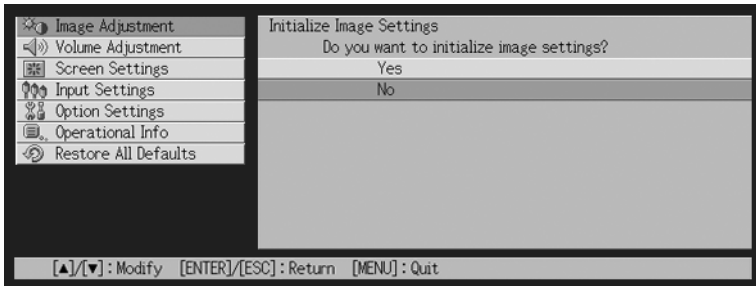 Image Adjustment
Volume Adjustment
Screen Settings
Input Settings
Option Settings
Operational Info
Restore All Defaults
Initialize Image Settings
Do you want to initialize image settings?
Yes
No
[▲]/[▼]:Modify [ENTER]/[ESC]:Return [MENU]:Quit